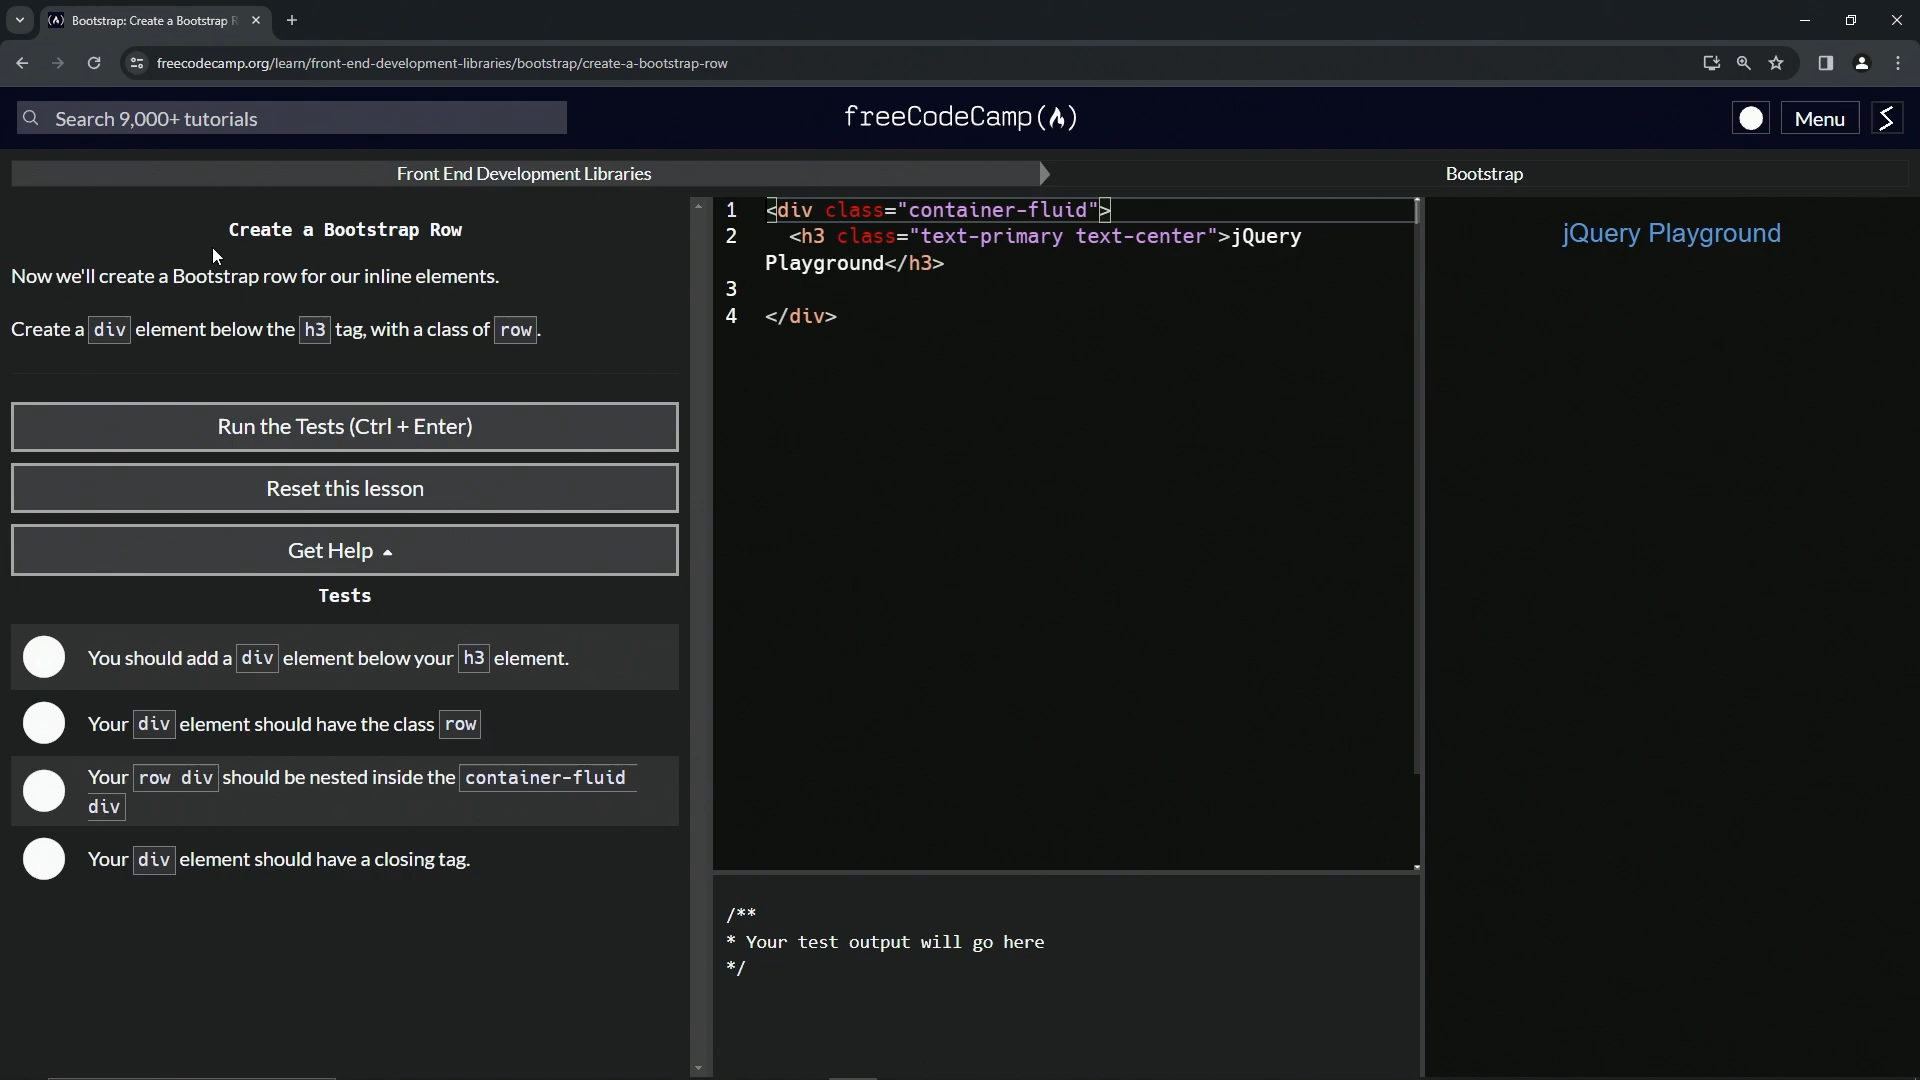 Bootstrap: Create a Bootstrap R
freecodecamp.org/learn/front-end-development-libraries/bootstrap/create-a-bootstrap-row
Search 9,000+ tutorials
freeCodeCamp(🔥)
Menu
Front End Development Libraries
Bootstrap
Create a Bootstrap Row
Now we'll create a Bootstrap row for our inline elements.
Create a div element below the h3 tag, with a class of row.
Run the Tests (Ctrl + Enter)
Reset this lesson
Get Help
Tests
You should add a div element below your h3 element.
Your div element should have the class row
Your row div should be nested inside the container-fluid
div
Your div element should have a closing tag.
1 <div class="container-fluid">
2 <h3 class="text-primary text-center">jQuery
Playground</h3>
3
4 </div>
/**
* Your test output will go here
*/
jQuery Playground